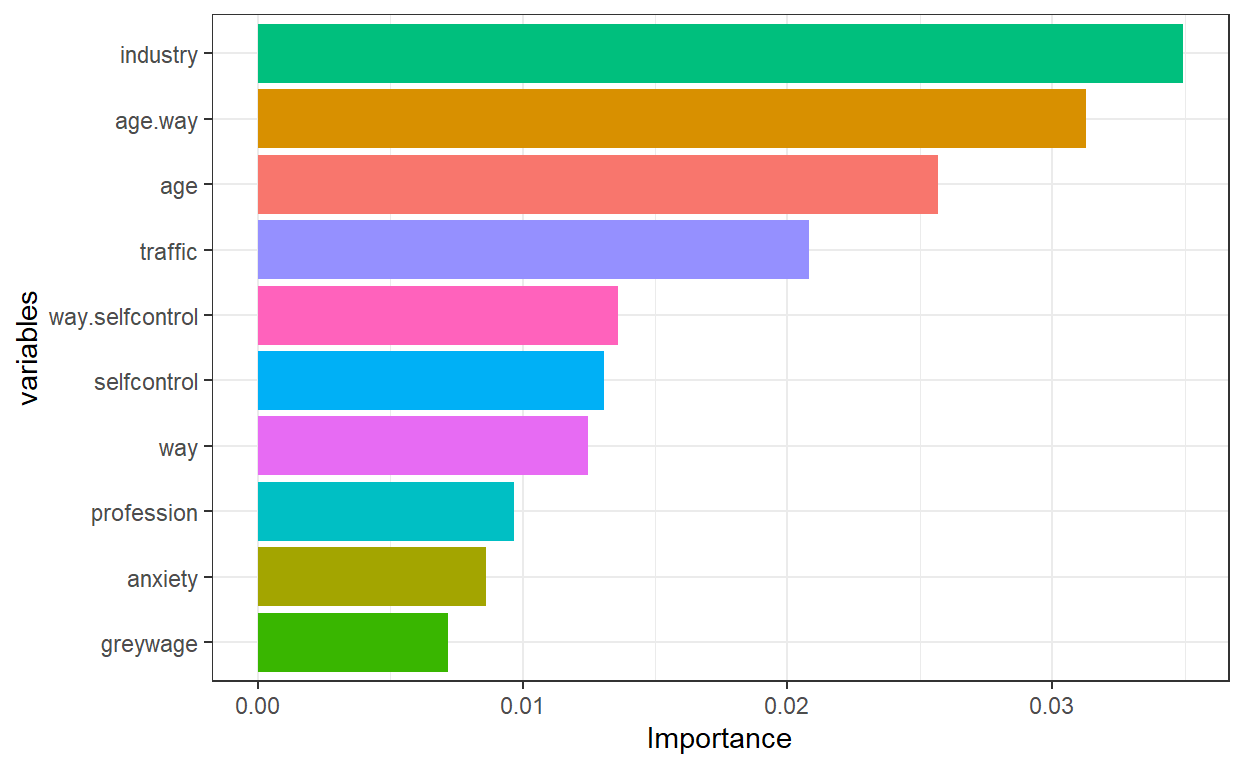 industry
age.way
age
traffic
way.selfcontrol
selfcontrol
way
profession
anxiety
greywage
variables
0.00 0.01 0.02 0.03
Importance